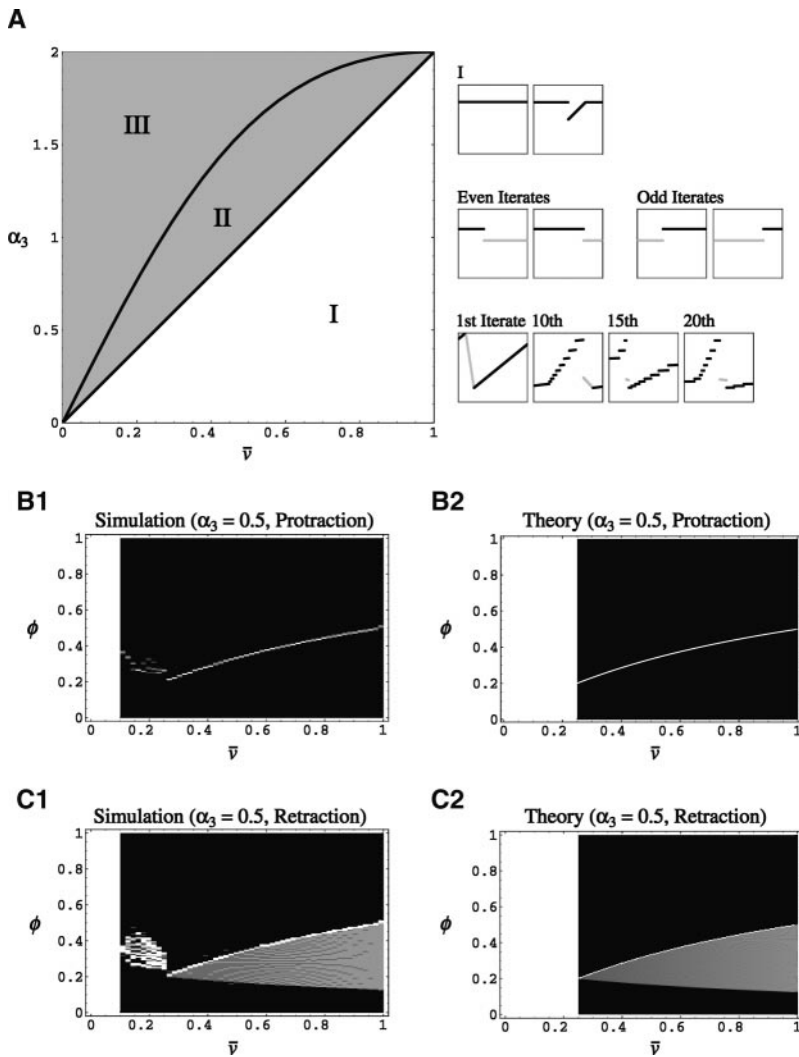 A
2
1.5
α₃
1
0.5
0
0 0.2 0.4 0.6 0.8 1
v̄
III
II
I
I
Even Iterates
Odd Iterates
1st Iterate 10th 15th 20th
B1
Simulation (α₃ = 0.5, Protraction)
1
0.8
0.6
ϕ
0.4
0.2
0
0 0.2 0.4 0.6 0.8 1
v̄
B2
Theory (α₃ = 0.5, Protraction)
1
0.8
0.6
ϕ
0.4
0.2
0
0 0.2 0.4 0.6 0.8 1
v̄
C1
Simulation (α₃ = 0.5, Retraction)
1
0.8
0.6
ϕ
0.4
0.2
0
0 0.2 0.4 0.6 0.8 1
v̄
C2
Theory (α₃ = 0.5, Retraction)
1
0.8
0.6
ϕ
0.4
0.2
0
0 0.2 0.4 0.6 0.8 1
v̄